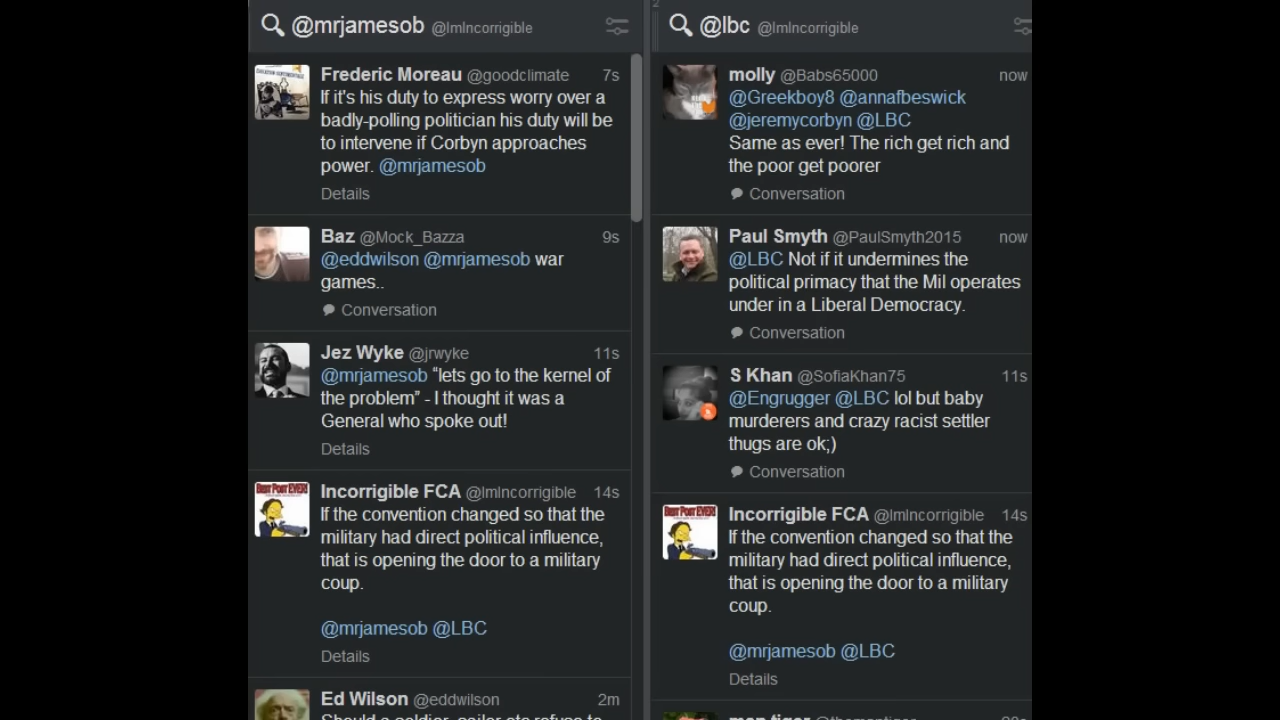 @mrjamesob @ImIncorrigible
Frederic Moreau @goodclimate 7s
If it's his duty to express worry over a
badly-polling politician his duty will be
to intervene if Corbyn approaches
power. @mrjamesob
Details
Baz @Mock_Bazza 9s
@eddwilson @mrjamesob war
games..
Conversation
Jez Wyke @jrwyke 11s
@mrjamesob “lets go to the kernel of
the problem” - I thought it was a
General who spoke out!
Details
BEST POST EVER!
Incorrigible FCA @ImIncorrigible 14s
If the convention changed so that the
military had direct political influence,
that is opening the door to a military
coup.
@mrjamesob @LBC
Details
Ed Wilson @eddwilson 2m
2
@lbc @ImIncorrigible
molly @Babs65000 now
@Greekboy8 @annafbeswick
@jeremycorbyn @LBC
Same as ever! The rich get rich and
the poor get poorer
Conversation
Paul Smyth @PaulSmyth2015 now
@LBC Not if it undermines the
political primacy that the Mil operates
under in a Liberal Democracy.
Conversation
S Khan @SofiaKhan75 11s
@Engrugger @LBC lol but baby
murderers and crazy racist settler
thugs are ok;)
Conversation
BEST POST EVER!
Incorrigible FCA @ImIncorrigible 14s
If the convention changed so that the
military had direct political influence,
that is opening the door to a military
coup.
@mrjamesob @LBC
Details